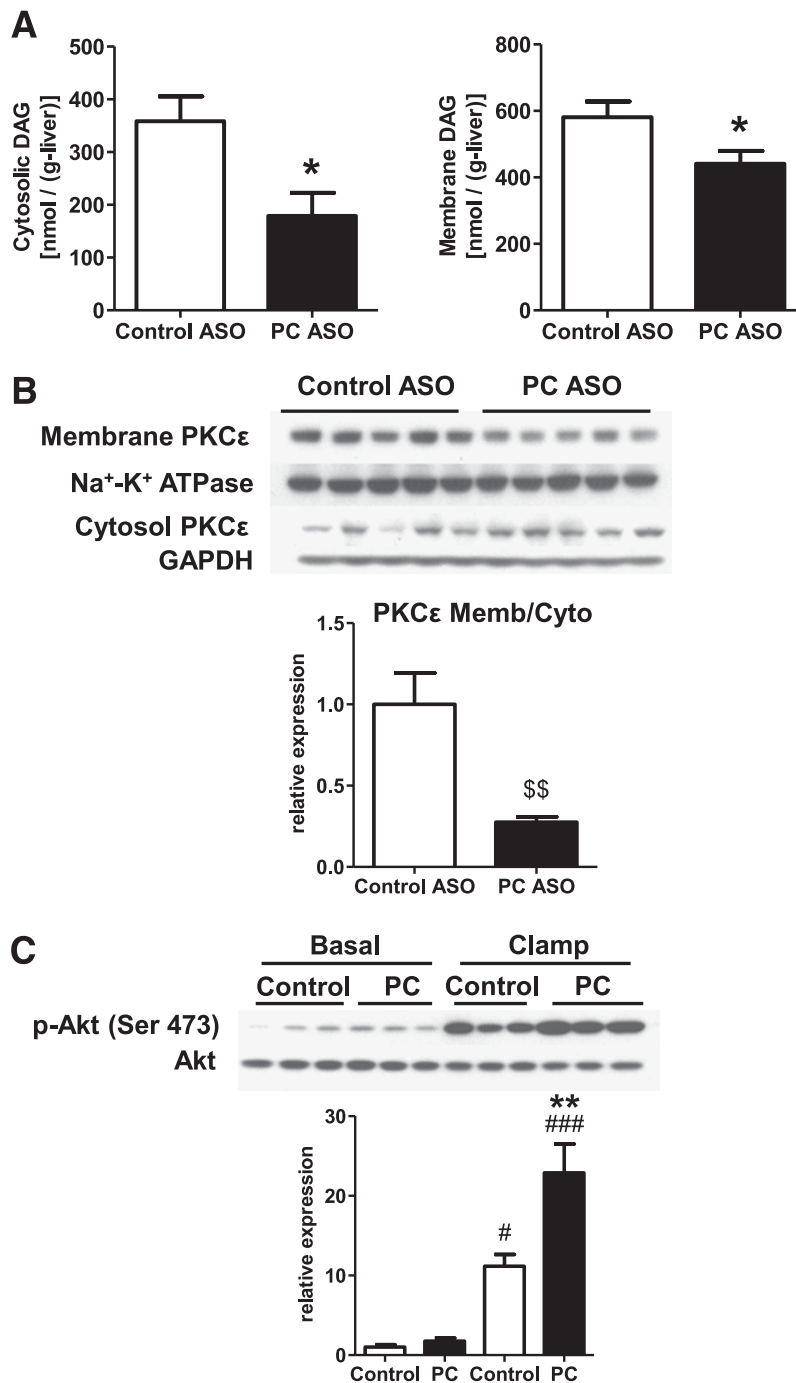 A
Cytosolic DAG
[nmol / (g-liver)]
500
400
300
200
100
0
*
Control ASO PC ASO
Membrane DAG
[nmol / (g-liver)]
800
600
400
200
0
*
Control ASO PC ASO
B
Control ASO PC ASO
Membrane PKCε
Na⁺-K⁺ ATPase
Cytosol PKCε
GAPDH
PKCε Memb/Cyto
relative expression
1.5
1.0
0.5
0.0
$$
Control ASO PC ASO
C
Basal Clamp
Control PC Control PC
p-Akt (Ser 473)
Akt
relative expression
30
20
10
0
#
**
###
Control PC Control PC